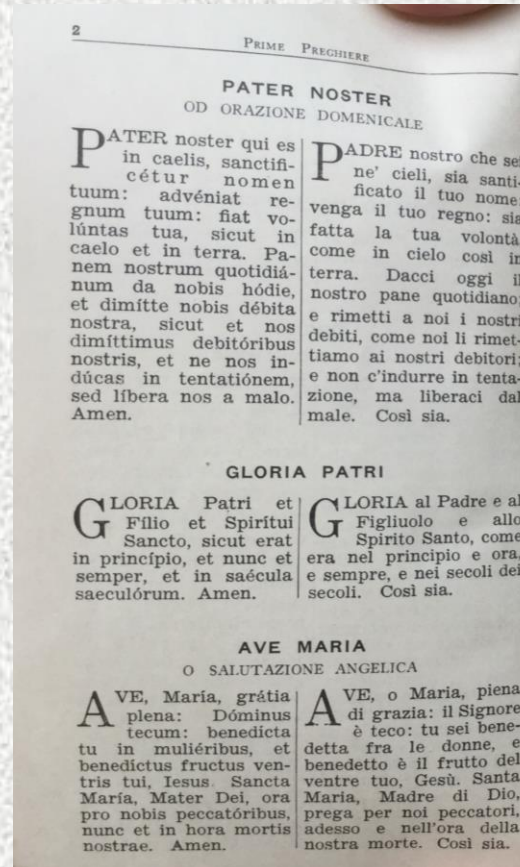 2
PRIME PREGHIERE
PATER NOSTER
OD ORAZIONE DOMENICALE
PATER noster qui es
in caelis, sanctifi-
cétur nomen
tuum: advéniat re-
gnum tuum: fiat vo-
lúntas tua, sicut in
caelo et in terra. Pa-
nem nostrum quotidiá-
num da nobis hódie,
et dimítte nobis débita
nostra, sicut et nos
dimíttimus debitóribus
nostris, et ne nos in-
dúcas in tentatiónem,
sed líbera nos a malo.
Amen.
PADRE nostro che sei
ne' cieli, sia santi-
ficato il tuo nome:
venga il tuo regno: sia
fatta la tua volontà
come in cielo così in
terra. Dacci oggi il
nostro pane quotidiano;
e rimetti a noi i nostri
debiti, come noi li rimet-
tiamo ai nostri debitori;
e non c'indurre in tenta-
zione, ma liberaci dal
male. Così sia.
GLORIA PATRI
GLORIA Patri et
Fílio et Spirítui
Sancto, sicut erat
in princípio, et nunc et
semper, et in saécula
saeculórum. Amen.
GLORIA al Padre e al
Figliuolo e allo
Spirito Santo, come
era nel principio e ora,
e sempre, e nei secoli dei
secoli. Così sia.
AVE MARIA
O SALUTAZIONE ANGELICA
AVE, María, grátia
plena: Dóminus
tecum: benedícta
tu in muliéribus, et
benedíctus fructus ven-
tris tui, Iesus. Sancta
María, Mater Dei, ora
pro nobis peccatóribus,
nunc et in hora mortis
nostrae. Amen.
AVE, o Maria, piena
di grazia: il Signore
è teco: tu sei bene-
detta fra le donne, e
benedetto è il frutto del
ventre tuo, Gesù. Santa
Maria, Madre di Dio,
prega per noi peccatori,
adesso e nell'ora della
nostra morte. Così sia.